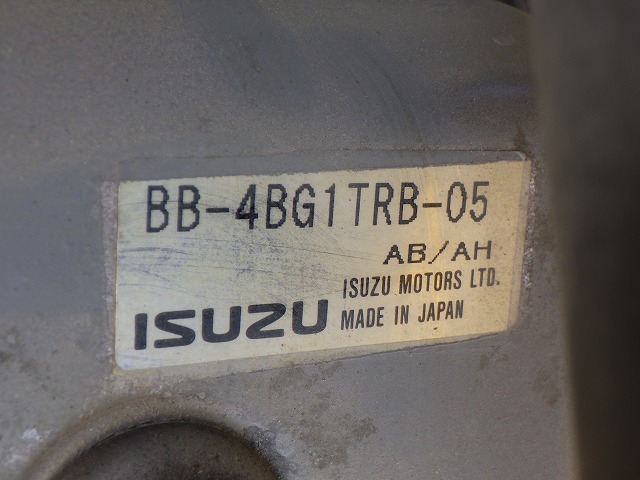 BB-4BG1TRB-05
AB/AH
ISUZU MOTORS LTD.
ISUZU MADE IN JAPAN